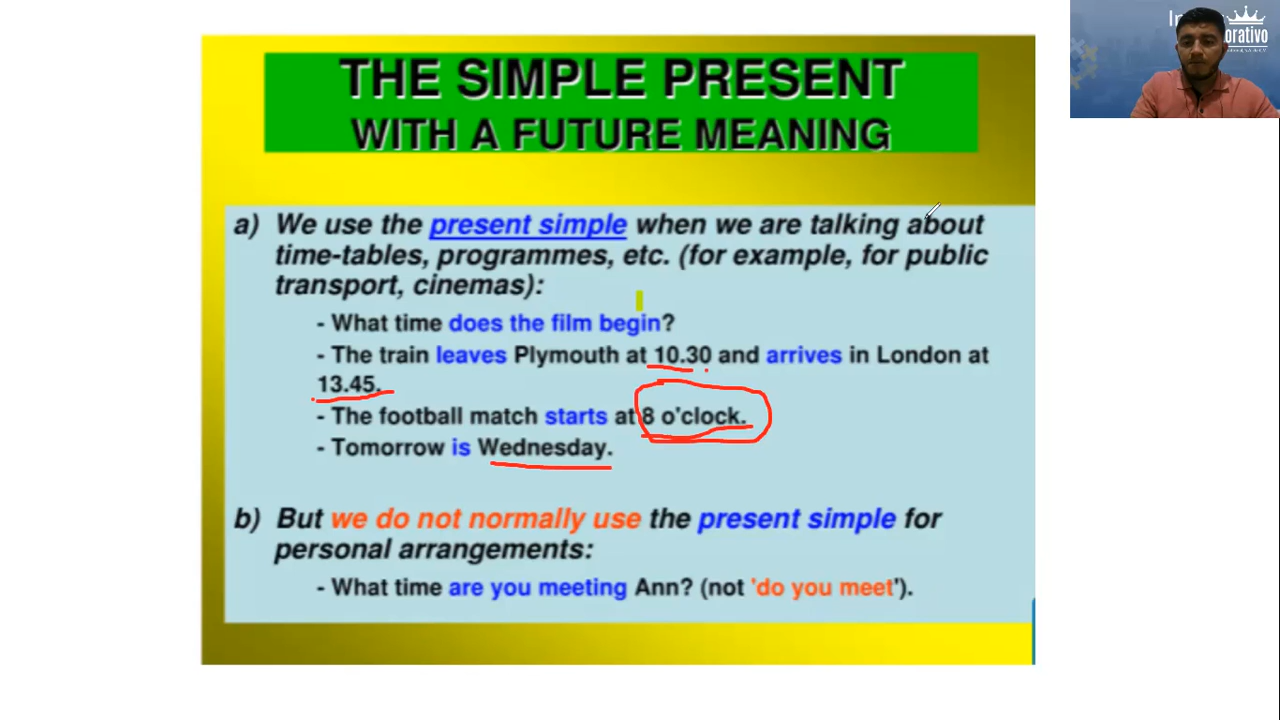 THE SIMPLE PRESENT
WITH A FUTURE MEANING
a) We use the present simple when we are talking about
time-tables, programmes, etc. (for example, for public
transport, cinemas):
- What time does the film begin?
- The train leaves Plymouth at 10.30 and arrives in London at
13.45.
- The football match starts at 8 o'clock.
- Tomorrow is Wednesday.
b) But we do not normally use the present simple for
personal arrangements:
- What time are you meeting Ann? (not 'do you meet').
orativo